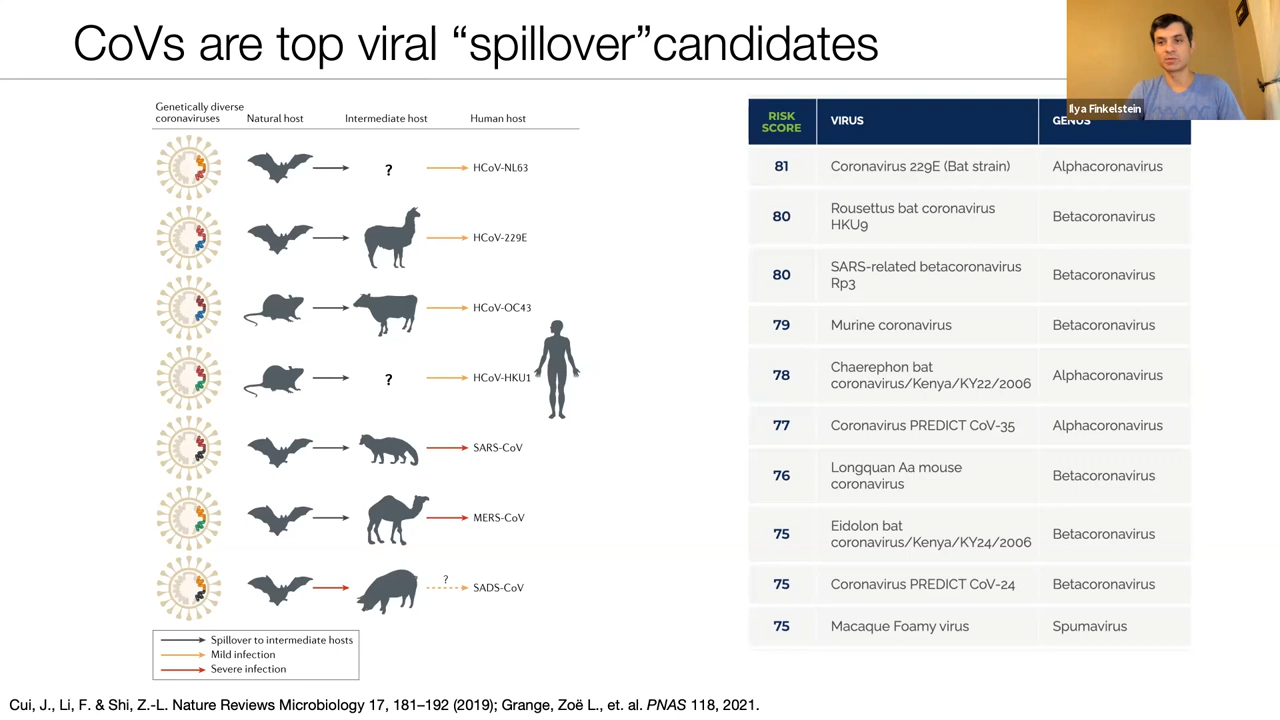 CoVs are top viral “spillover”candidates
Ilya Finkelstein
Genetically diverse
coronaviruses
Natural host
Intermediate host
Human host
?
HCoV-NL63
HCoV-229E
HCoV-OC43
?
HCoV-HKU1
SARS-CoV
MERS-CoV
?
SADS-CoV
Spillover to intermediate hosts
Mild infection
Severe infection
RISK
SCORE
VIRUS
GENUS
81
Coronavirus 229E (Bat strain)
Alphacoronavirus
80
Rousettus bat coronavirus
HKU9
Betacoronavirus
80
SARS-related betacoronavirus
Rp3
Betacoronavirus
79
Murine coronavirus
Betacoronavirus
78
Chaerephon bat
coronavirus/Kenya/KY22/2006
Alphacoronavirus
77
Coronavirus PREDICT CoV-35
Alphacoronavirus
76
Longquan Aa mouse
coronavirus
Betacoronavirus
75
Eidolon bat
coronavirus/Kenya/KY24/2006
Betacoronavirus
75
Coronavirus PREDICT CoV-24
Betacoronavirus
75
Macaque Foamy virus
Spumavirus
Cui, J., Li, F. & Shi, Z.-L. Nature Reviews Microbiology 17, 181–192 (2019); Grange, Zoë L., et. al. PNAS 118, 2021.